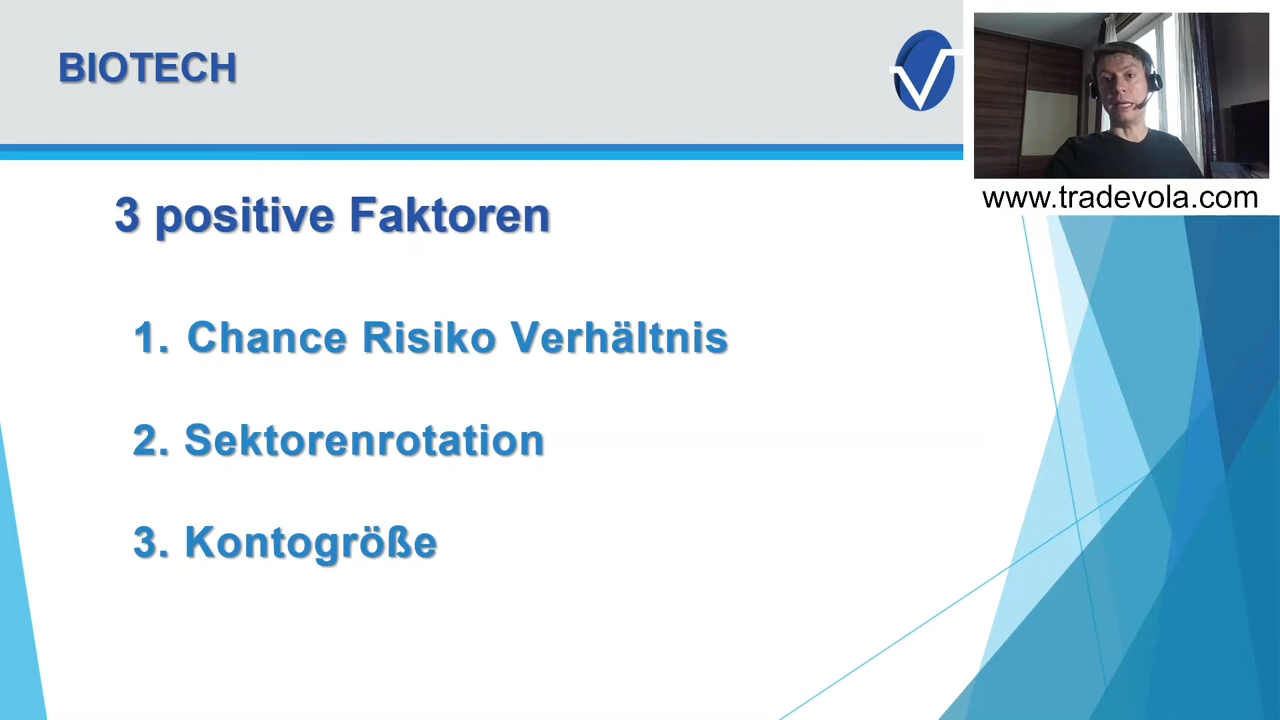 BIOTECH
www.tradevola.com
3 positive Faktoren
1. Chance Risiko Verhältnis
2. Sektorenrotation
3. Kontogröße